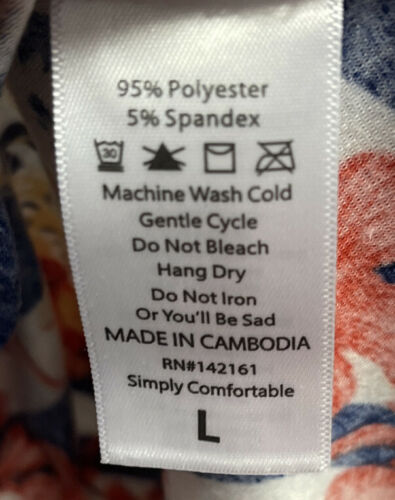 95% Polyester
5% Spandex
30
Machine Wash Cold
Gentle Cycle
Do Not Bleach
Hang Dry
Do Not Iron
Or You'll Be Sad
MADE IN CAMBODIA
RN#142161
Simply Comfortable
L